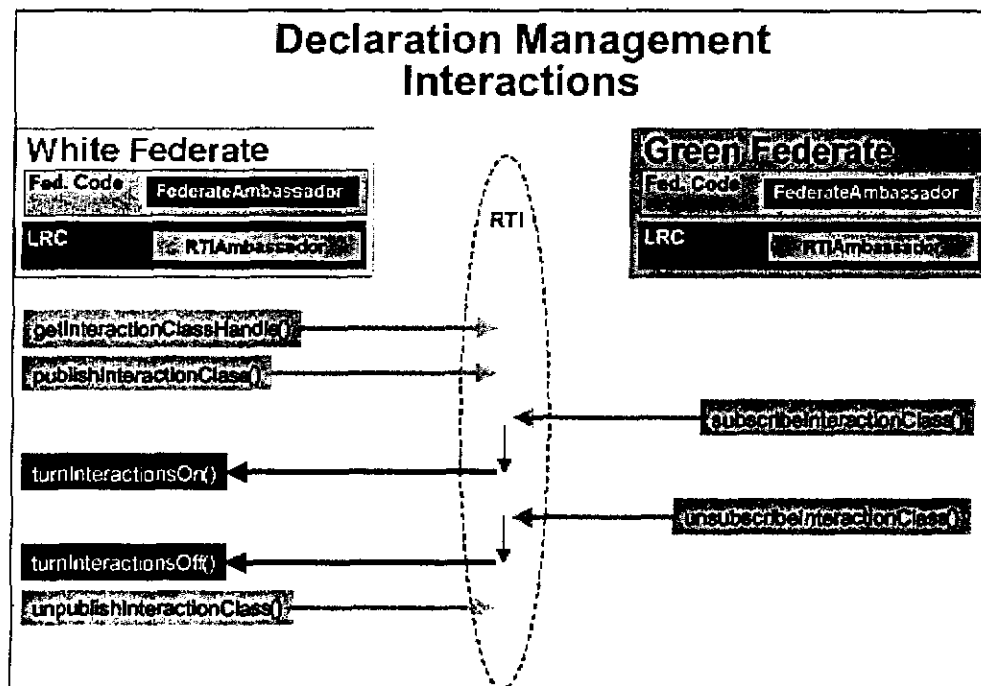 Declaration Management
Interactions
White Federate
Fed. Code
FederateAmbassador
LRC
RTIAmbassador
RTI
Green Federate
Fed. Code
FederateAmbassador
LRC
RTIAmbassador
getInteractionClassHandle()
publishInteractionClass()
subscribeInteractionClass()
turnInteractionsOn()
unsubscribeInteractionClass()
turnInteractionsOff()
unpublishInteractionClass()